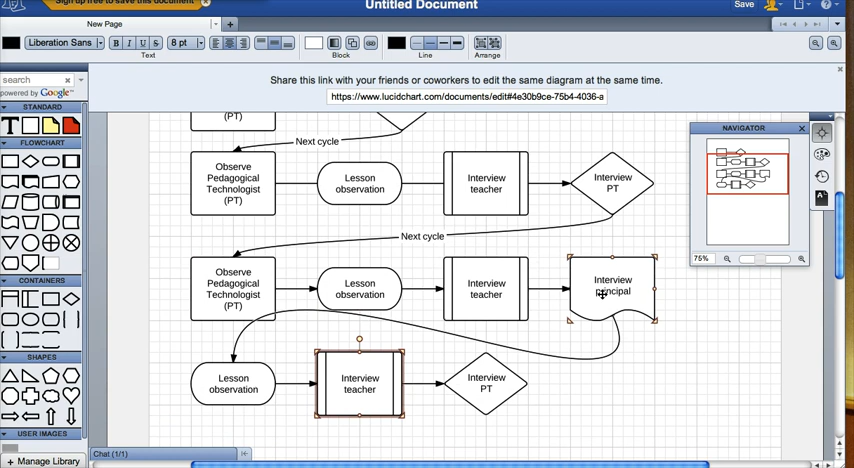 Sign up free to save this document
Untitled Document
Save
New Page
Liberation Sans
B I U S
8 pt
Text
Block
Line
Arrange
search
powered by Google™
Share this link with your friends or coworkers to edit the same diagram at the same time.
https://www.lucidchart.com/documents/edit#4e30b9ce-75b4-4036-a
STANDARD
T
FLOWCHART
CONTAINERS
SHAPES
USER IMAGES
+ Manage Library
NAVIGATOR
75%
A
(PT)
Next cycle
Observe
Pedagogical
Technologist
(PT)
Lesson
observation
Interview
teacher
Interview
PT
Next cycle
Observe
Pedagogical
Technologist
(PT)
Lesson
observation
Interview
teacher
Interview
principal
Lesson
observation
Interview
teacher
Interview
PT
Chat (1/1)